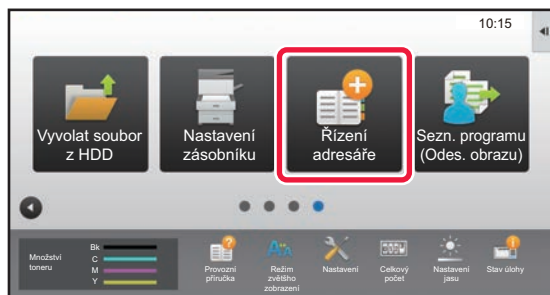 10:15
Vyvolat soubor
z HDD
Nastavení
zásobníku
Řízení
adresáře
Sezn. programu
(Odes. obrazu)
Množství
toneru
Bk
C
M
Y
Provozní
příručka
Režim
zvětšeného
zobrazení
Nastavení
Celkový
počet
Nastavení
jasu
Stav úlohy